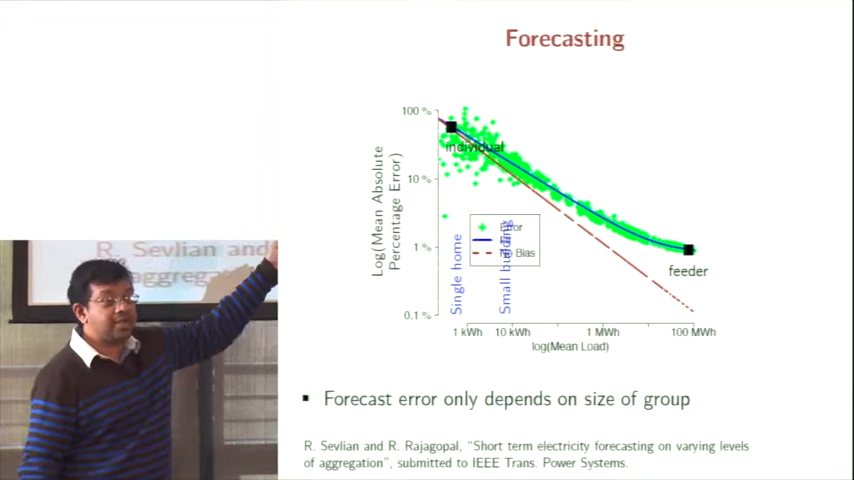 Forecasting
100 %
10 %
1 %
0.1 %
Log(Mean Absolute
Percentage Error)
individual
Error
No Bias
Single home
feeder
1 kWh
10 kWh
1 MWh
100 MWh
log(Mean Load)
Forecast error only depends on size of group
R. Sevlian and R. Rajagopal, "Short term electricity forecasting on varying levels
of aggregation", submitted to IEEE Trans. Power Systems.
R. Sevlian and
aggrega